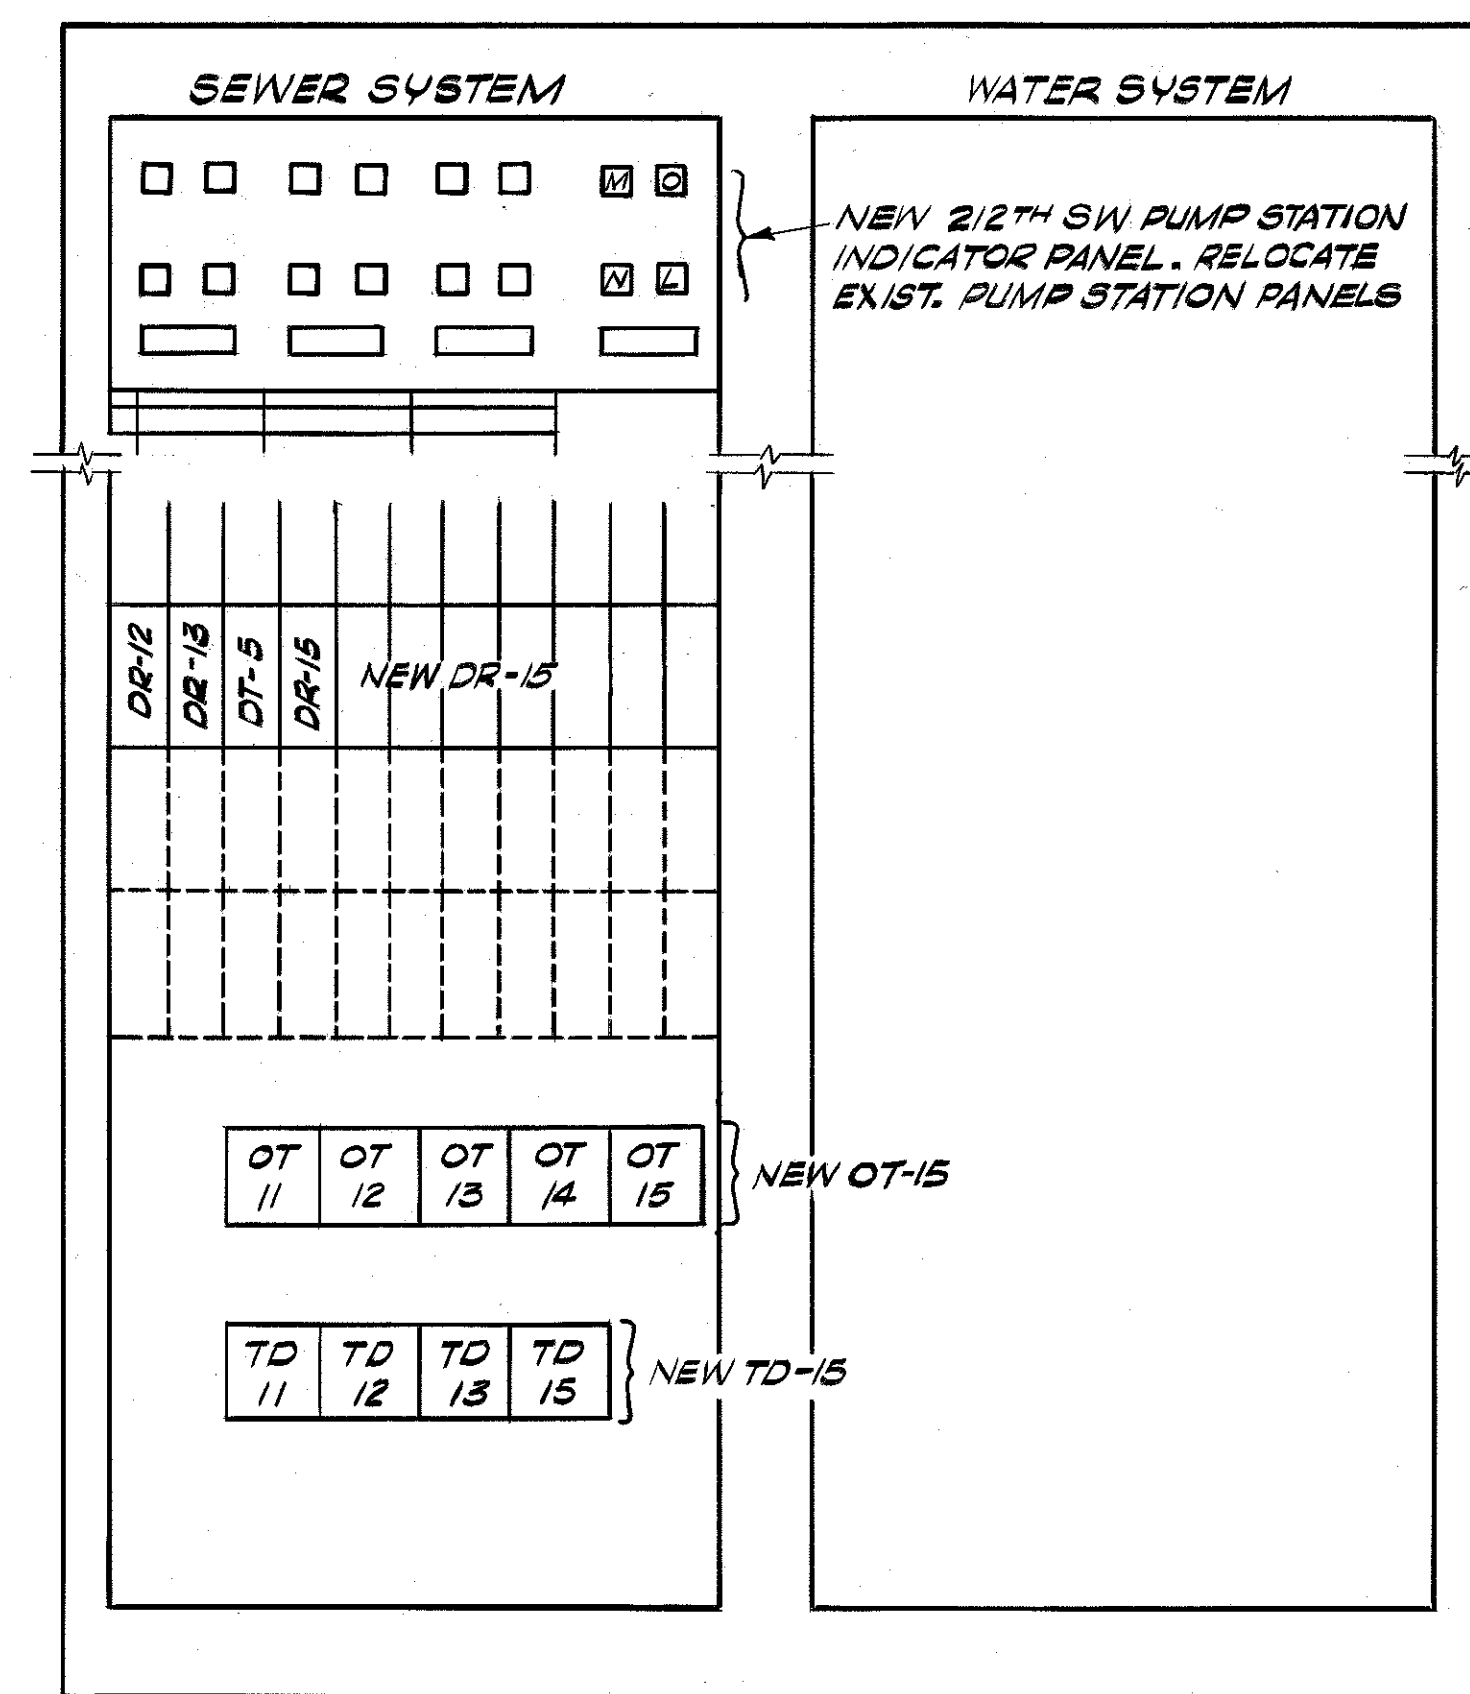 SEWER SYSTEM
WATER SYSTEM
M O
N L
NEW 212TH SW PUMP STATION
INDICATOR PANEL. RELOCATE
EXIST. PUMP STATION PANELS
DR-12
DR-13
OT-5
DR-15
NEW DR-15
OT
11
OT
12
OT
13
OT
14
OT
15
NEW OT-15
TD
11
TD
12
TD
13
TD
15
NEW TD-15